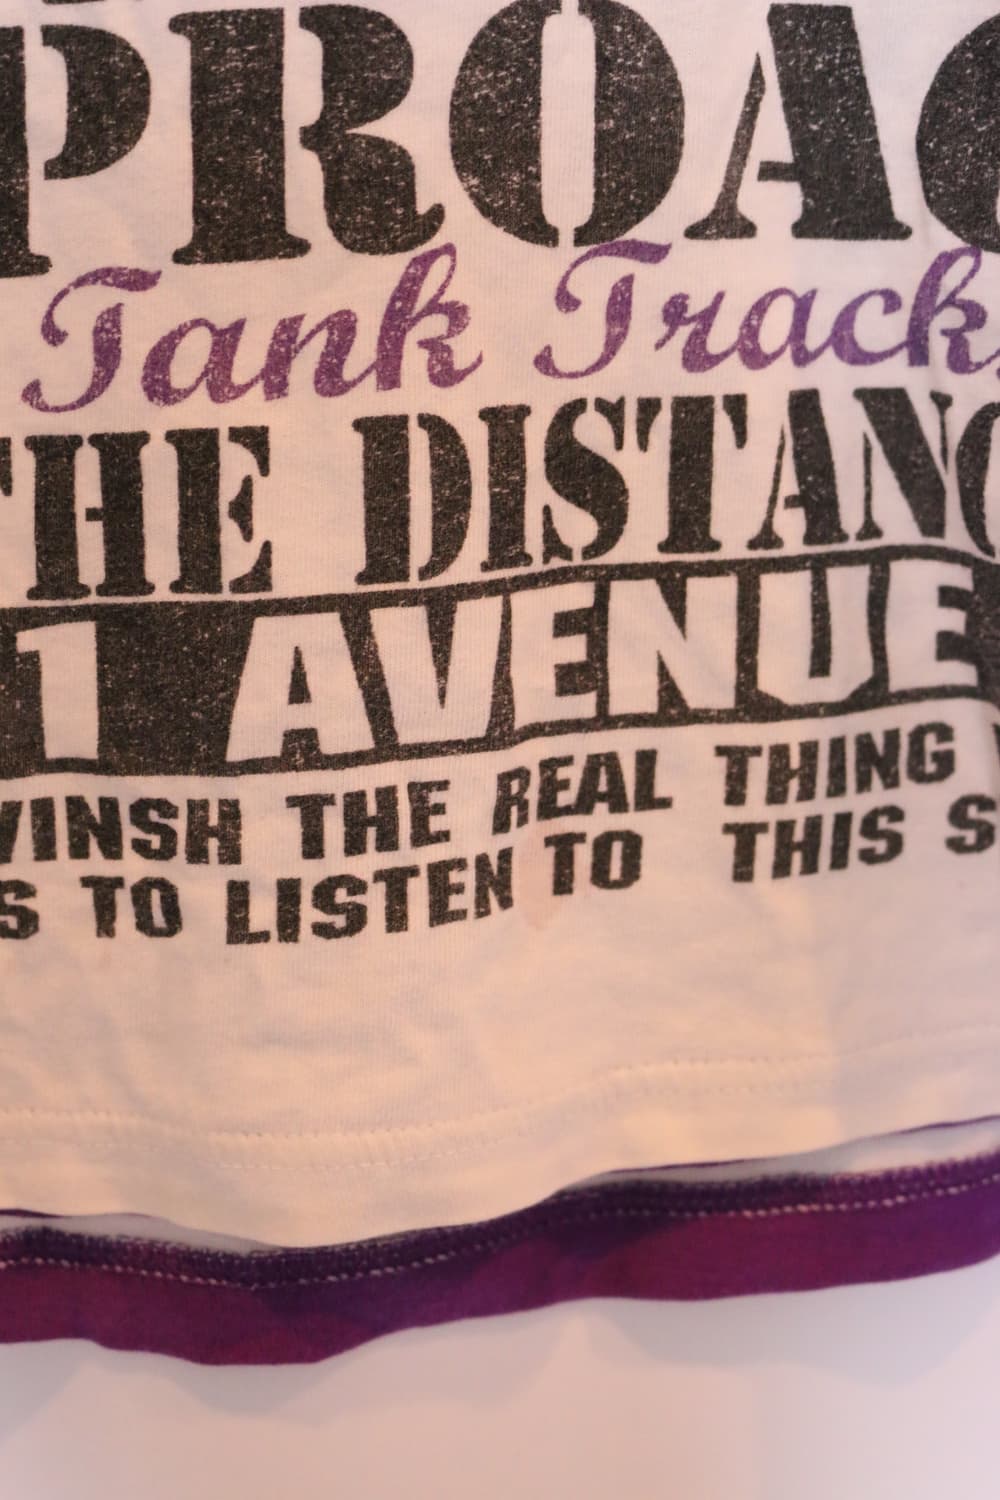 PROAC
Tank Track
THE DISTANC
1 AVENUE
VINSH THE REAL THING
S TO LISTEN TO THIS S